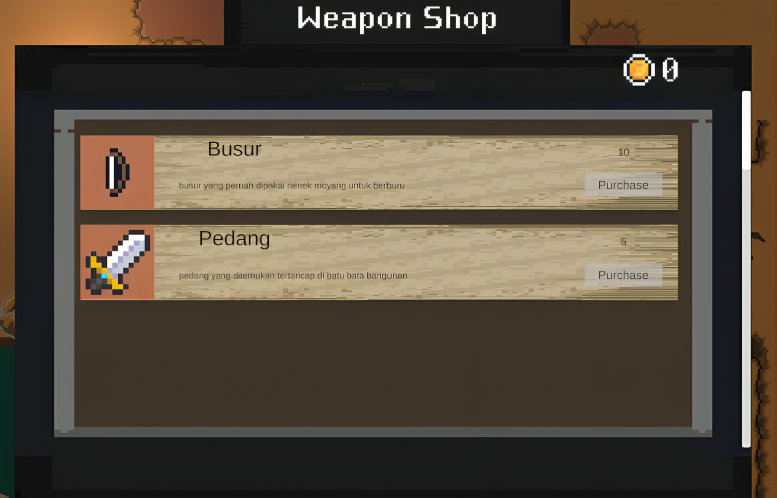 Weapon Shop
0
Busur
10
busur yang pernah dipakai nenek moyang untuk berburu
Purchase
Pedang
5
pedang yang ditemukan tertancap di batu bata bangunan
Purchase